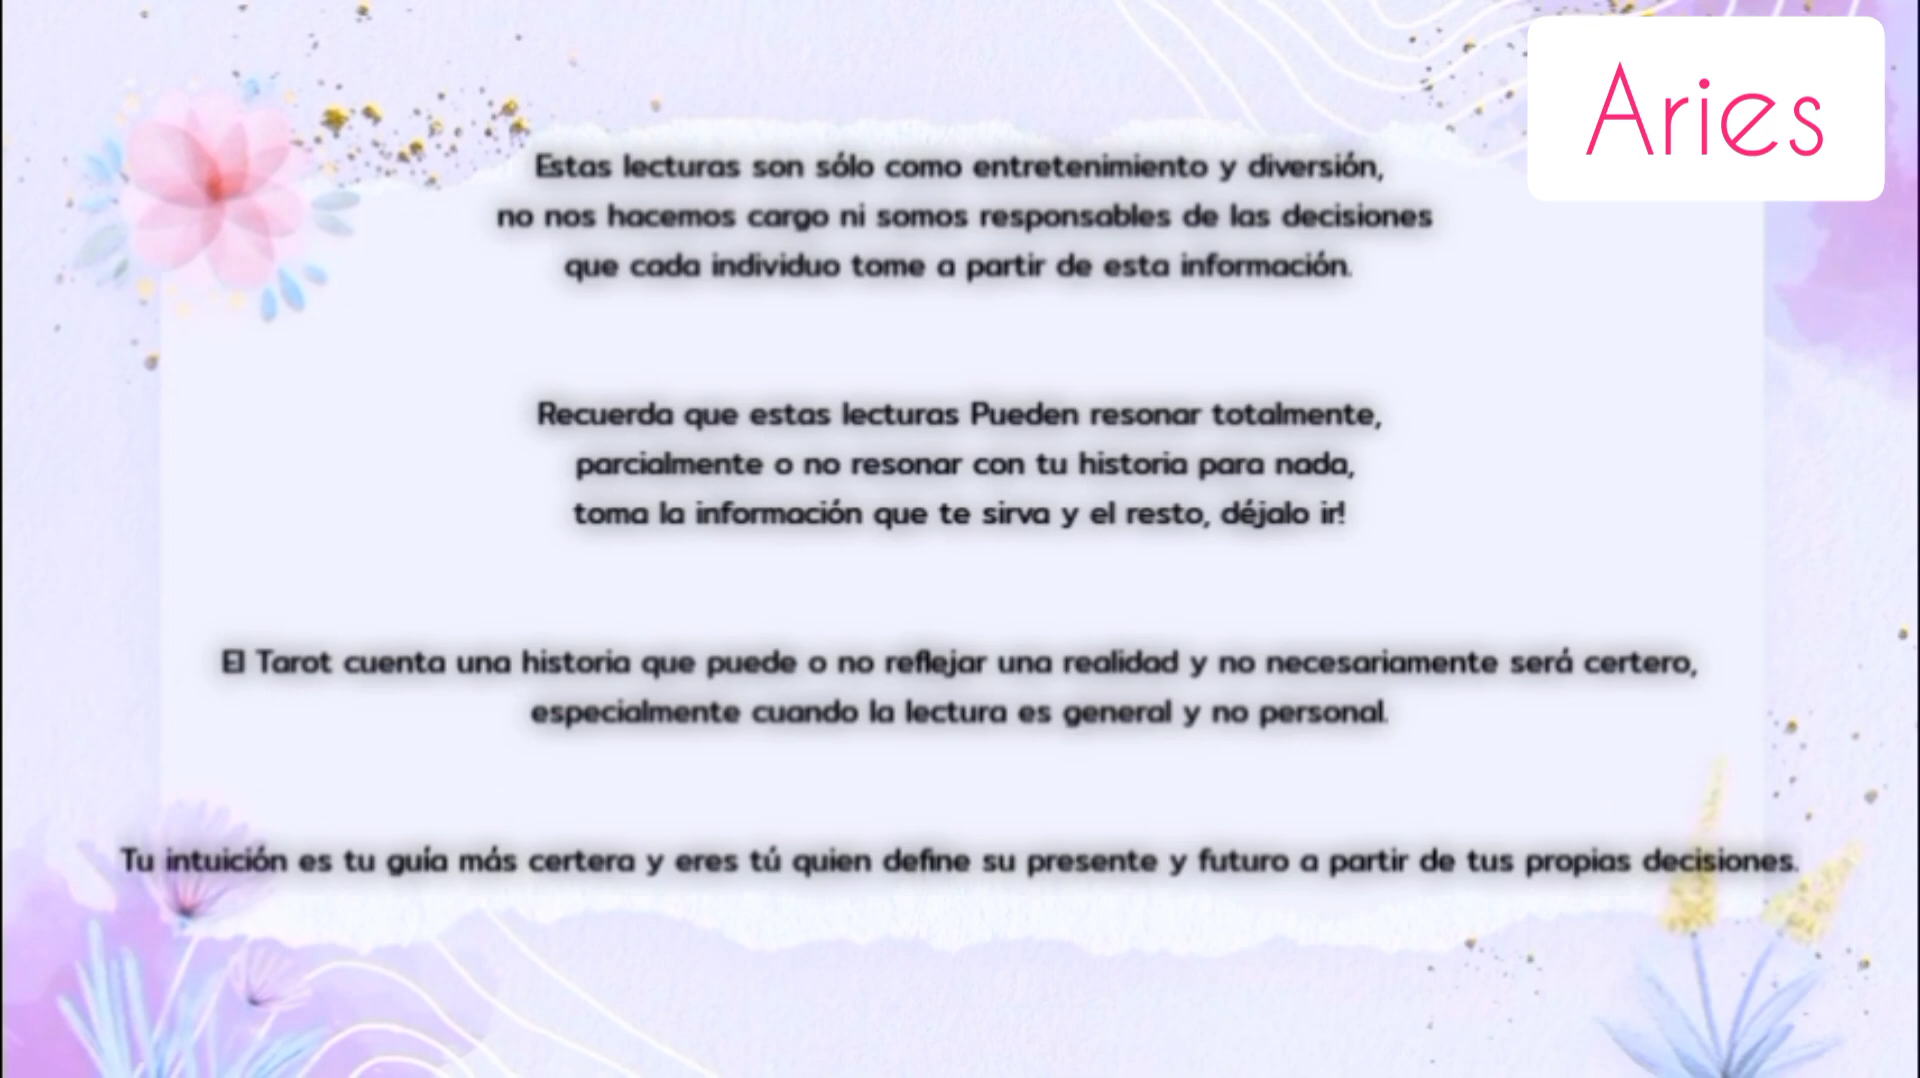 Aries
Estas lecturas son sólo como entretenimiento y diversión,
no nos hacemos cargo ni somos responsables de las decisiones
que cada individuo tome a partir de esta información.
Recuerda que estas lecturas Pueden resonar totalmente,
parcialmente o no resonar con tu historia para nada,
toma la información que te sirva y el resto, déjalo ir!
El Tarot cuenta una historia que puede o no reflejar una realidad y no necesariamente será certero,
especialmente cuando la lectura es general y no personal.
Tu intuición es tu guía más certera y eres tú quien define su presente y futuro a partir de tus propias decisiones.